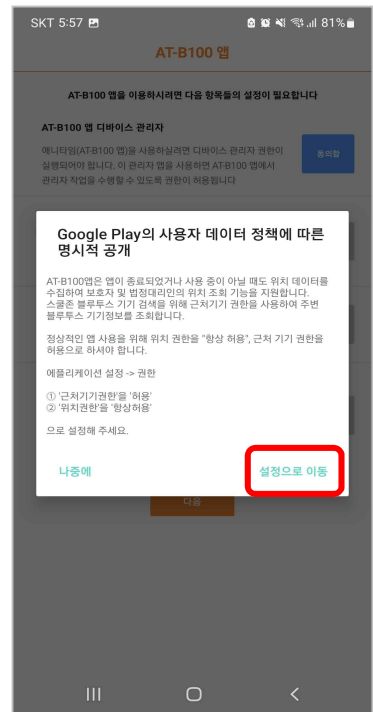 SKT 5:57
81%
AT-B100 앱
AT-B100 앱을 이용하시려면 다음 항목들의 설정이 필요합니다
AT-B100 앱 디바이스 관리자
매니타임(AT-B100 앱)을 사용하실려면 디바이스 관리자 권한이
실행되어야 합니다. 이 관리자 앱을 사용하면 AT-B100 앱에서
관리자 작업을 수행할 수 있도록 권한이 허용됩니다
동의함
Google Play의 사용자 데이터 정책에 따른
명시적 공개
AT-B100앱은 앱이 종료되었거나 사용 중이 아닐 때도 위치 데이터를
수집하여 보호자 및 법정대리인의 위치 조회 기능을 지원합니다.
스쿨존 블루투스 기기 검색을 위해 근처기기 권한을 사용하여 주변
블루투스 기기정보를 조회합니다.
정상적인 앱 사용을 위해 위치 권한을 "항상 허용", 근처 기기 권한을
허용으로 하셔야 합니다.
에플리케이션 설정 -> 권한
① '근처기기권한'을 '허용'
② '위치권한'을 '항상허용'
으로 설정해 주세요.
나중에
설정으로 이동
다음